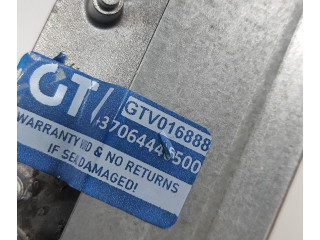 GT
GTV016888
WARRANTY VOID & NO RETURNS
IF SEAL DAMAGED!